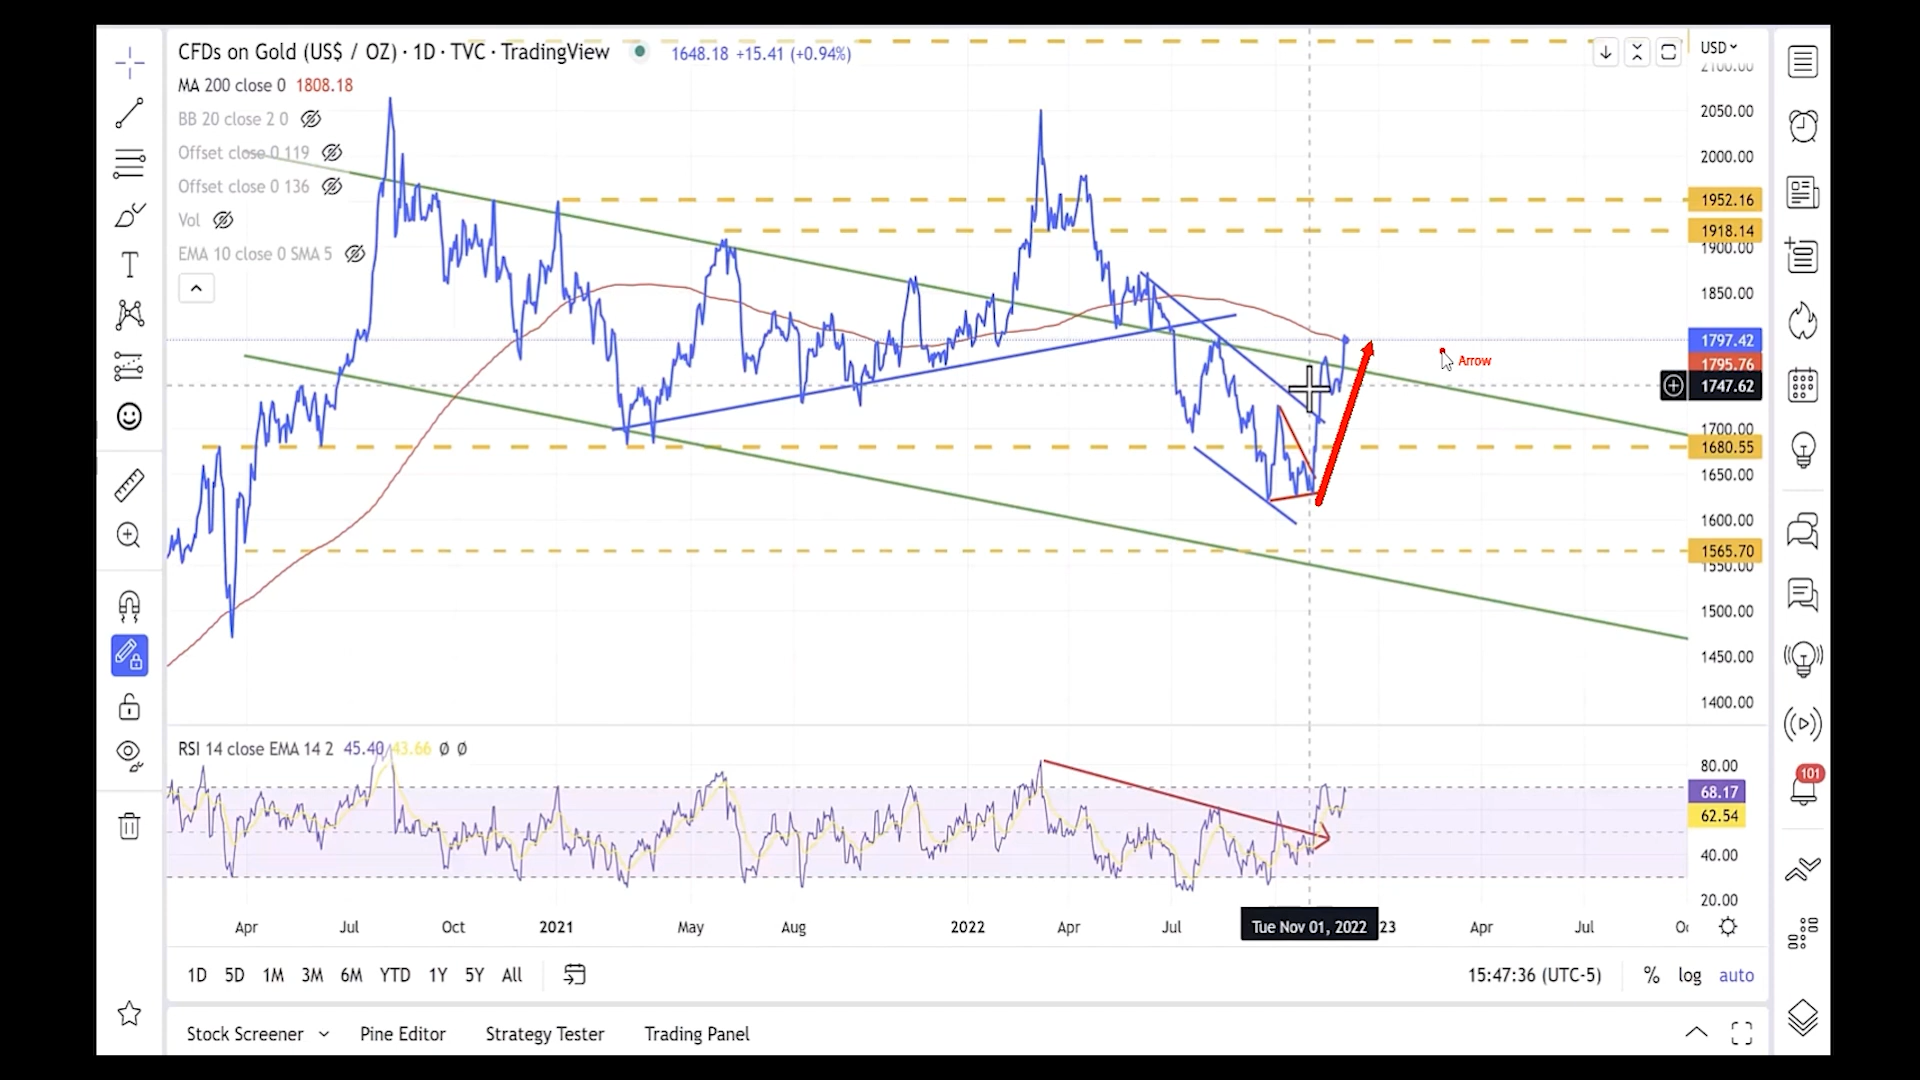 CFDs on Gold (US$ / OZ) · 1D · TVC · TradingView 1648.18 +15.41 (+0.94%)
MA 200 close 0 1808.18
BB 20 close 2 0
Offset close 0 119
Offset close 0 136
Vol
EMA 10 close 0 SMA 5
USD
2100.00
2050.00
2000.00
1952.16
1918.14
1900.00
1850.00
1797.42
1795.76
1747.62
1700.00
1680.55
1650.00
1600.00
1565.70
1550.00
1500.00
1450.00
1400.00
Arrow
RSI 14 close EMA 14 2 45.40 43.66 Ø Ø
80.00
68.17
62.54
40.00
20.00
Apr Jul Oct 2021 May Aug 2022 Apr Jul Tue Nov 01, 2022 23 Apr Jul
101
1D 5D 1M 3M 6M YTD 1Y 5Y All 15:47:36 (UTC-5) % log auto
Stock Screener Pine Editor Strategy Tester Trading Panel